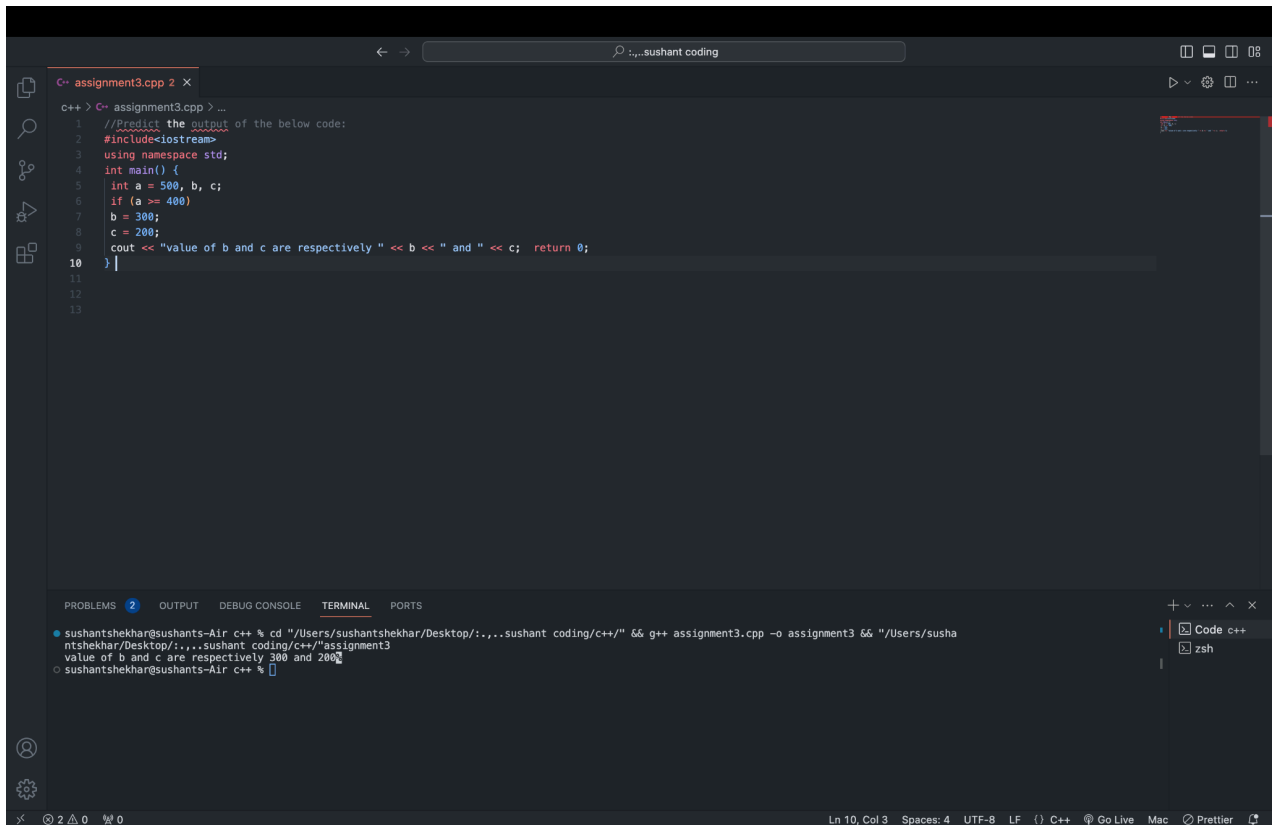 :.,..sushant coding
assignment3.cpp 2
c++ > assignment3.cpp > ...
1 //Predict the output of the below code:
2 #include<iostream>
3 using namespace std;
4 int main() {
5 int a = 500, b, c;
6 if (a >= 400)
7 b = 300;
8 c = 200;
9 cout << "value of b and c are respectively " << b << " and " << c;  return 0;
10 }
11
12
13
PROBLEMS 2 OUTPUT DEBUG CONSOLE TERMINAL PORTS
sushantshekhar@sushants-Air c++ % cd "/Users/sushantshekhar/Desktop/:.,..sushant coding/c++/" && g++ assignment3.cpp -o assignment3 && "/Users/susha
ntshekhar/Desktop/:.,..sushant coding/c++/"assignment3
value of b and c are respectively 300 and 200%
sushantshekhar@sushants-Air c++ %
Code c++
zsh
2 0 0 Ln 10, Col 3 Spaces: 4 UTF-8 LF {} C++ Go Live Mac Prettier